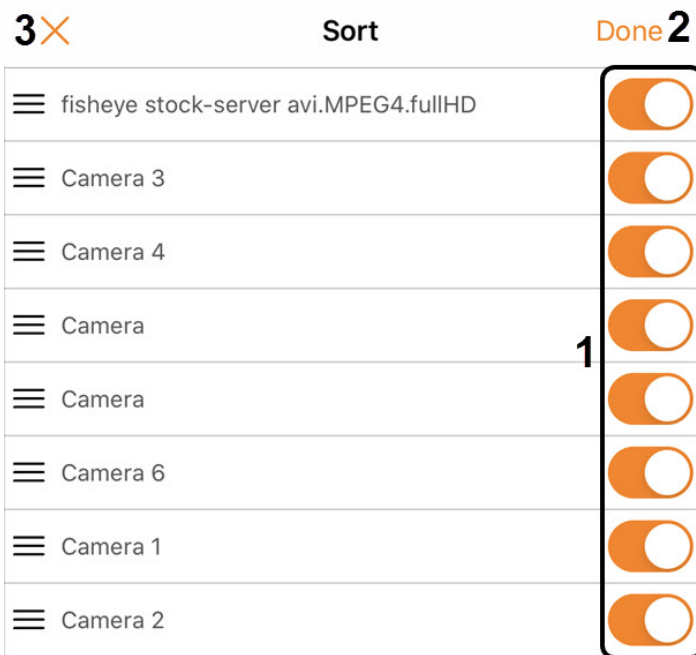 3 Sort Done 2
fisheye stock-server avi.MPEG4.fullHD
Camera 3
Camera 4
Camera
1
Camera
Camera 6
Camera 1
Camera 2